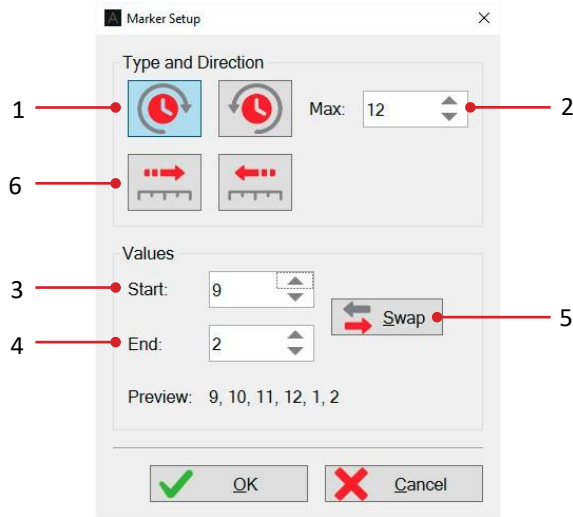 A Marker Setup
Type and Direction
1
Max: 12
2
6
Values
3
Start: 9
Swap
5
4
End: 2
Preview: 9, 10, 11, 12, 1, 2
OK
Cancel